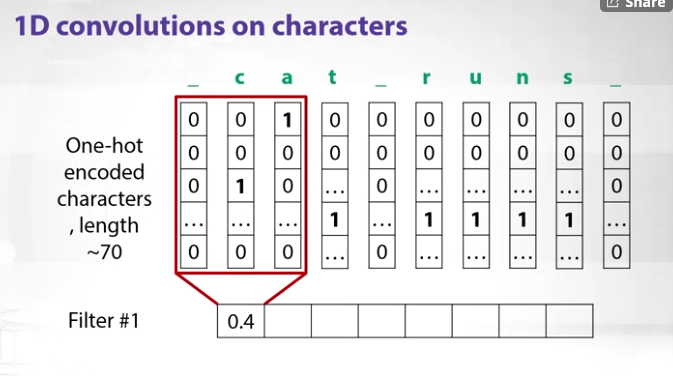 Share
1D convolutions on characters
_ c a t _ r u n s _
0 0 1 0 0 0 0 0 0 0
0 0 0 0 0 0 0 0 0 0
0 1 0 ... 0 ... ... ... ... 0
... ... ... 1 ... 1 1 1 1 ...
0 0 0 ... 0 ... ... ... ... 0
One-hot
encoded
characters
, length
~70
Filter #1
0.4